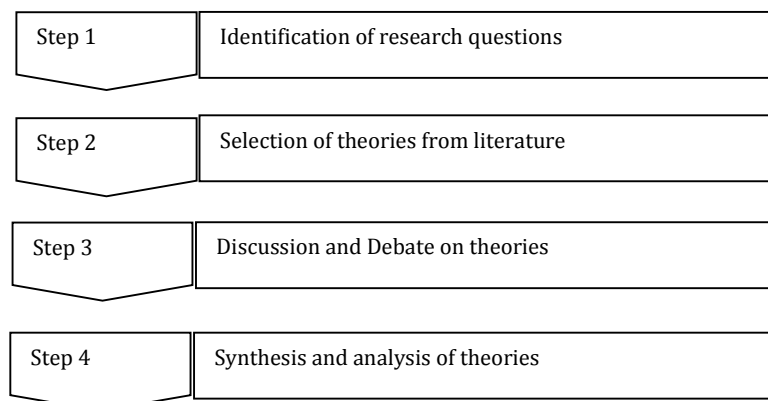 Step 1 Identification of research questions
Step 2 Selection of theories from literature
Step 3 Discussion and Debate on theories
Step 4 Synthesis and analysis of theories